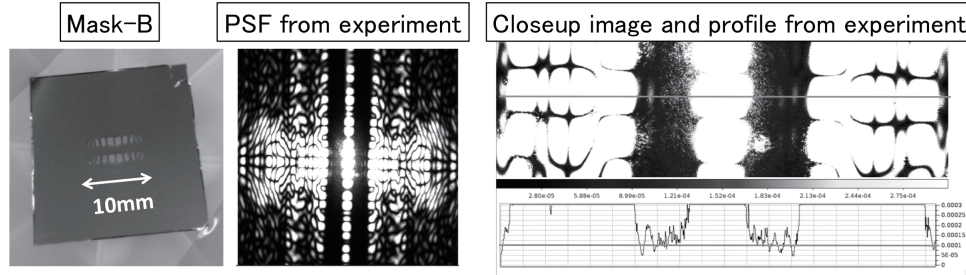 Mask-B
PSF from experiment
Closeup image and profile from experiment
10mm
2.80e-05 5.88e-05 8.99e-05 1.21e-04 1.52e-04 1.83e-04 2.13e-04 2.44e-04 2.75e-04
0.0003
0.00025
0.0002
0.00015
0.0001
5E-05
0